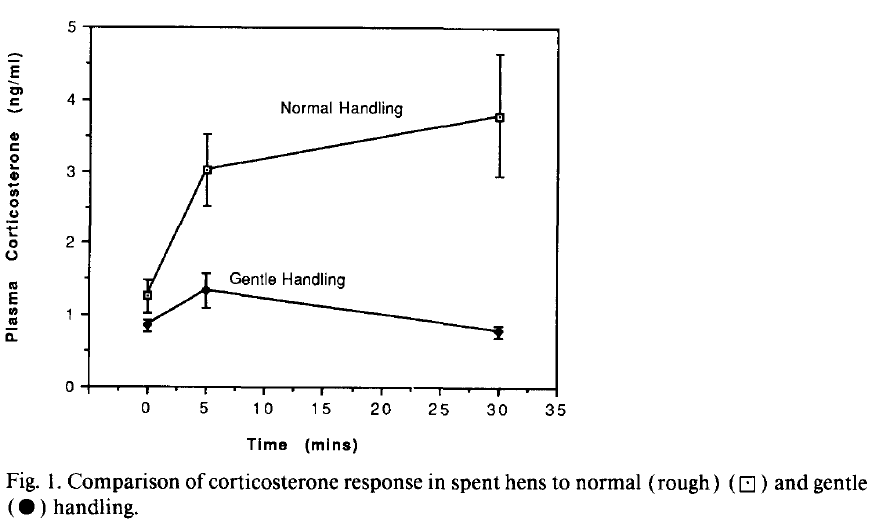 5
4
3
2
1
0
Plasma Corticosterone (ng/ml)
Normal Handling
Gentle Handling
0 5 10 15 20 25 30 35
Time (mins)
Fig. 1. Comparison of corticosterone response in spent hens to normal (rough) (⊡) and gentle
(●) handling.